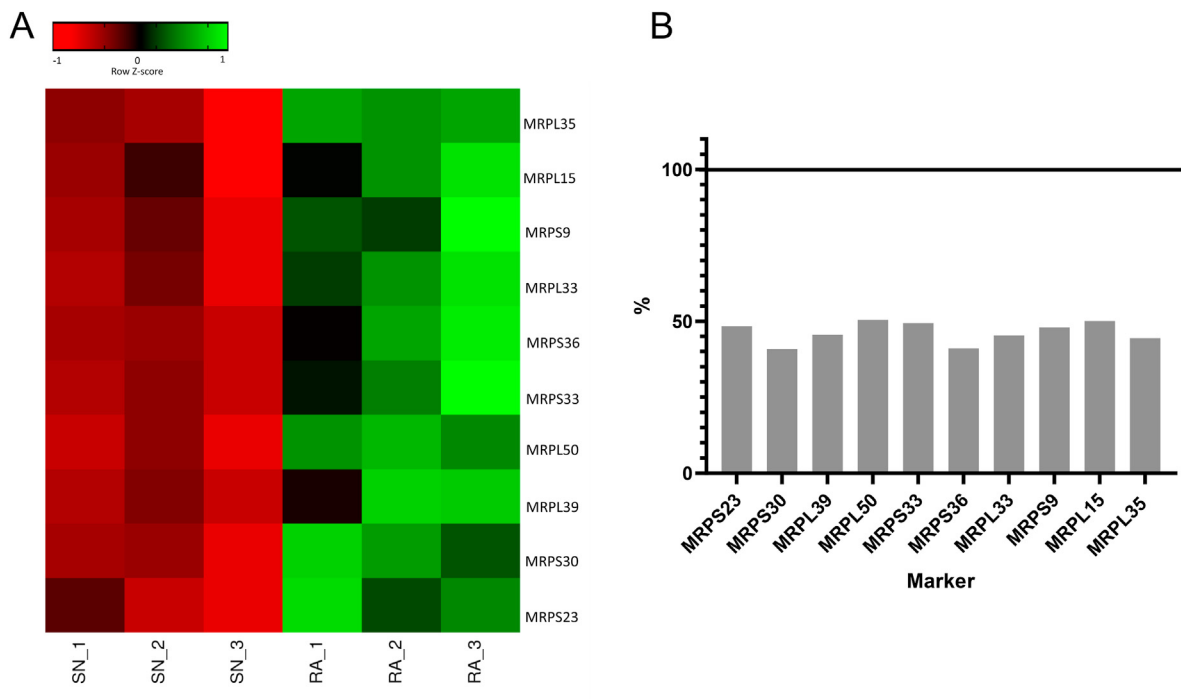 A
-1 0 1
Row Z-score
MRPL35
MRPL15
MRPS9
MRPL33
MRPS36
MRPS33
MRPL50
MRPL39
MRPS30
MRPS23
SN_1 SN_2 SN_3 RA_1 RA_2 RA_3
B
100
50
0
%
MRPS23 MRPS30 MRPL39 MRPL50 MRPS33 MRPS36 MRPL33 MRPS9 MRPL15 MRPL35
Marker